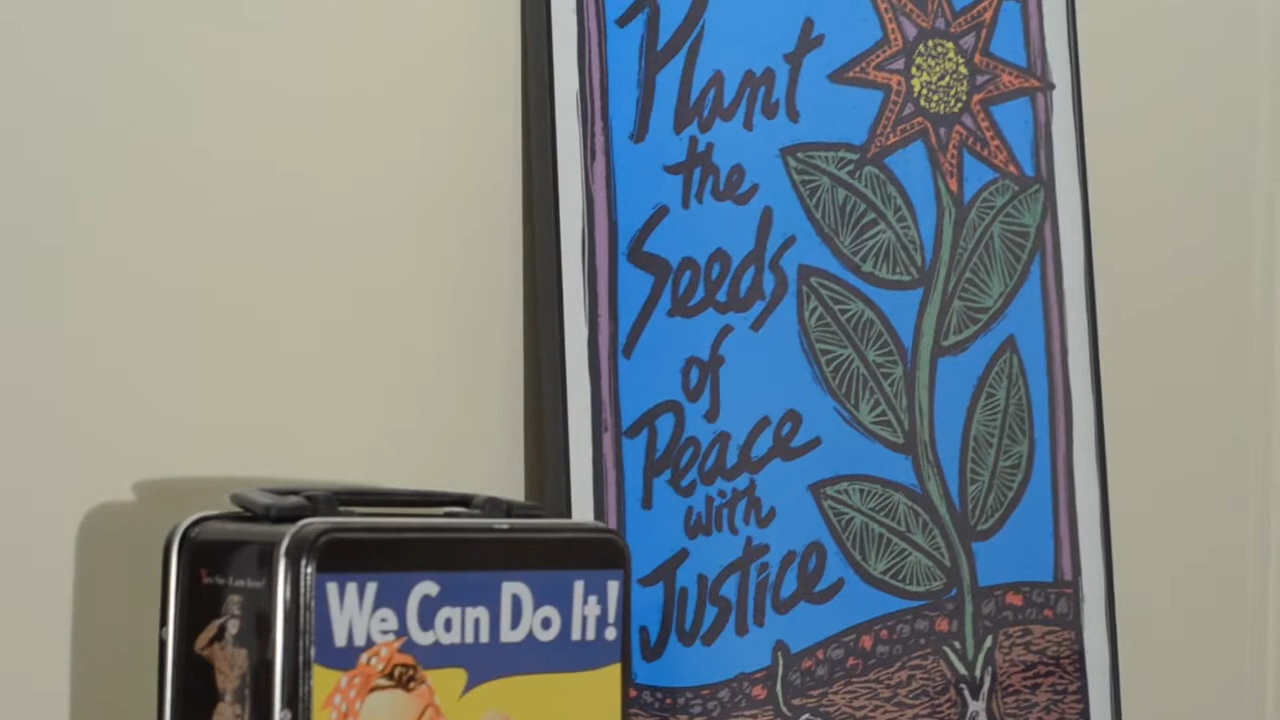 Plant
the
Seeds
of
Peace
with
Justice
We Can Do It!